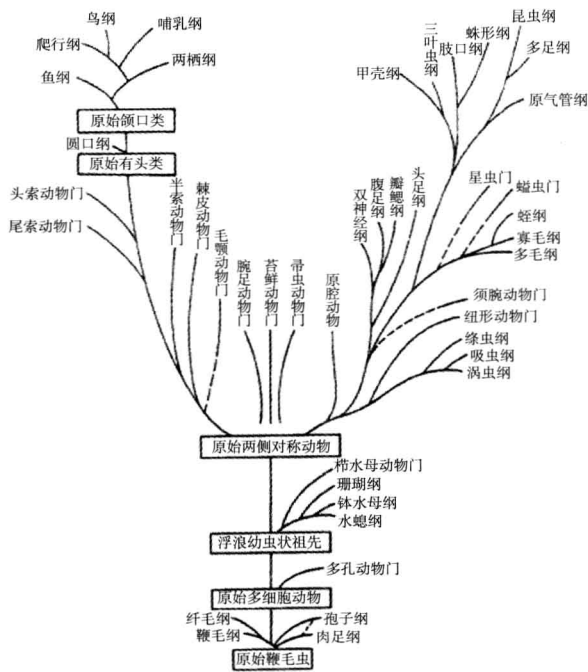 鸟纲
哺乳纲
爬行纲
两栖纲
鱼纲
原始颌口类
圆口纲
原始有头类
头索动物门
尾索动物门
半索动物门
棘皮动物门
毛颚动物门
腕足动物门
苔鲜动物门
帚虫动物门
原腔动物
双神经纲
腹足纲
瓣鳃纲
头足纲
甲壳纲
三叶虫纲
肢口纲
蛛形纲
昆虫纲
多足纲
原气管纲
星虫门
螠虫门
蛭纲
寡毛纲
多毛纲
须腕动物门
纽形动物门
绦虫纲
吸虫纲
涡虫纲
原始两侧对称动物
栉水母动物门
珊瑚纲
钵水母纲
水螅纲
浮浪幼虫状祖先
多孔动物门
原始多细胞动物
纤毛纲
孢子纲
鞭毛纲
肉足纲
原始鞭毛虫